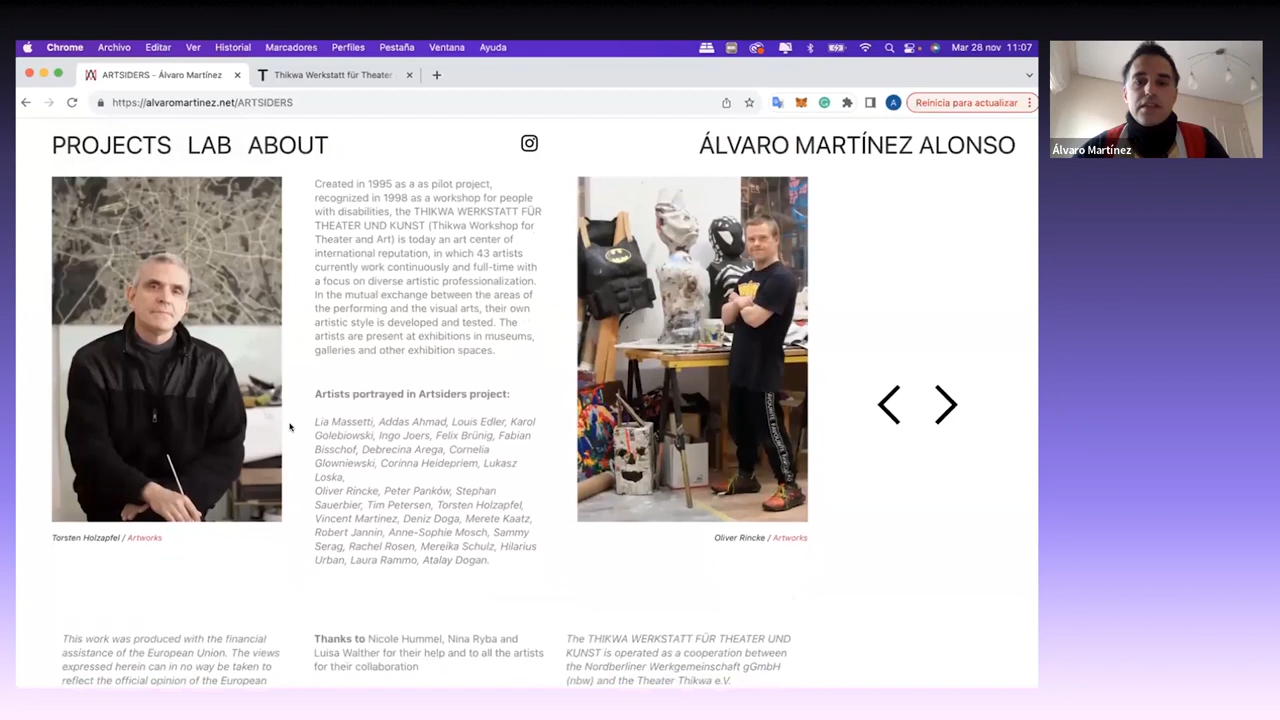 Chrome Archivo Editar Ver Historial Marcadores Perfiles Pestaña Ventana Ayuda Mar 28 nov 11:07
ARTSIDERS - Álvaro Martínez
Thikwa Werkstatt für Theater
https://alvaromartinez.net/ARTSIDERS
A
Reinicia para actualizar
PROJECTS LAB ABOUT
ÁLVARO MARTÍNEZ ALONSO
Created in 1995 as a as pilot project,
recognized in 1998 as a workshop for people
with disabilities, the THIKWA WERKSTATT FÜR
THEATER UND KUNST (Thikwa Workshop for
Theater and Art) is today an art center of
international reputation, in which 43 artists
currently work continuously and full-time with
a focus on diverse artistic professionalization.
In the mutual exchange between the areas of
the performing and the visual arts, their own
artistic style is developed and tested. The
artists are present at exhibitions in museums,
galleries and other exhibition spaces.
Artists portrayed in Artsiders project:
Lia Massetti, Addas Ahmad, Louis Edler, Karol
Golebiowski, Ingo Joers, Felix Brünig, Fabian
Bisschof, Debrecina Arega, Cornelia
Glowniewski, Corinna Heidepriem, Lukasz
Loska,
Oliver Rincke, Peter Panków, Stephan
Sauerbier, Tim Petersen, Torsten Holzapfel,
Vincent Martinez, Deniz Doga, Merete Kaatz,
Robert Jannin, Anne-Sophie Mosch, Sammy
Serag, Rachel Rosen, Mereika Schulz, Hilarius
Urban, Laura Rammo, Atalay Dogan.
Torsten Holzapfel / Artworks
Oliver Rincke / Artworks
This work was produced with the financial
assistance of the European Union. The views
expressed herein can in no way be taken to
reflect the official opinion of the European
Thanks to Nicole Hummel, Nina Ryba and
Luisa Walther for their help and to all the artists
for their collaboration
The THIKWA WERKSTATT FÜR THEATER UND
KUNST is operated as a cooperation between
the Nordberliner Werkgemeinschaft gGmbH
(nbw) and the Theater Thikwa e.V.
Álvaro Martínez